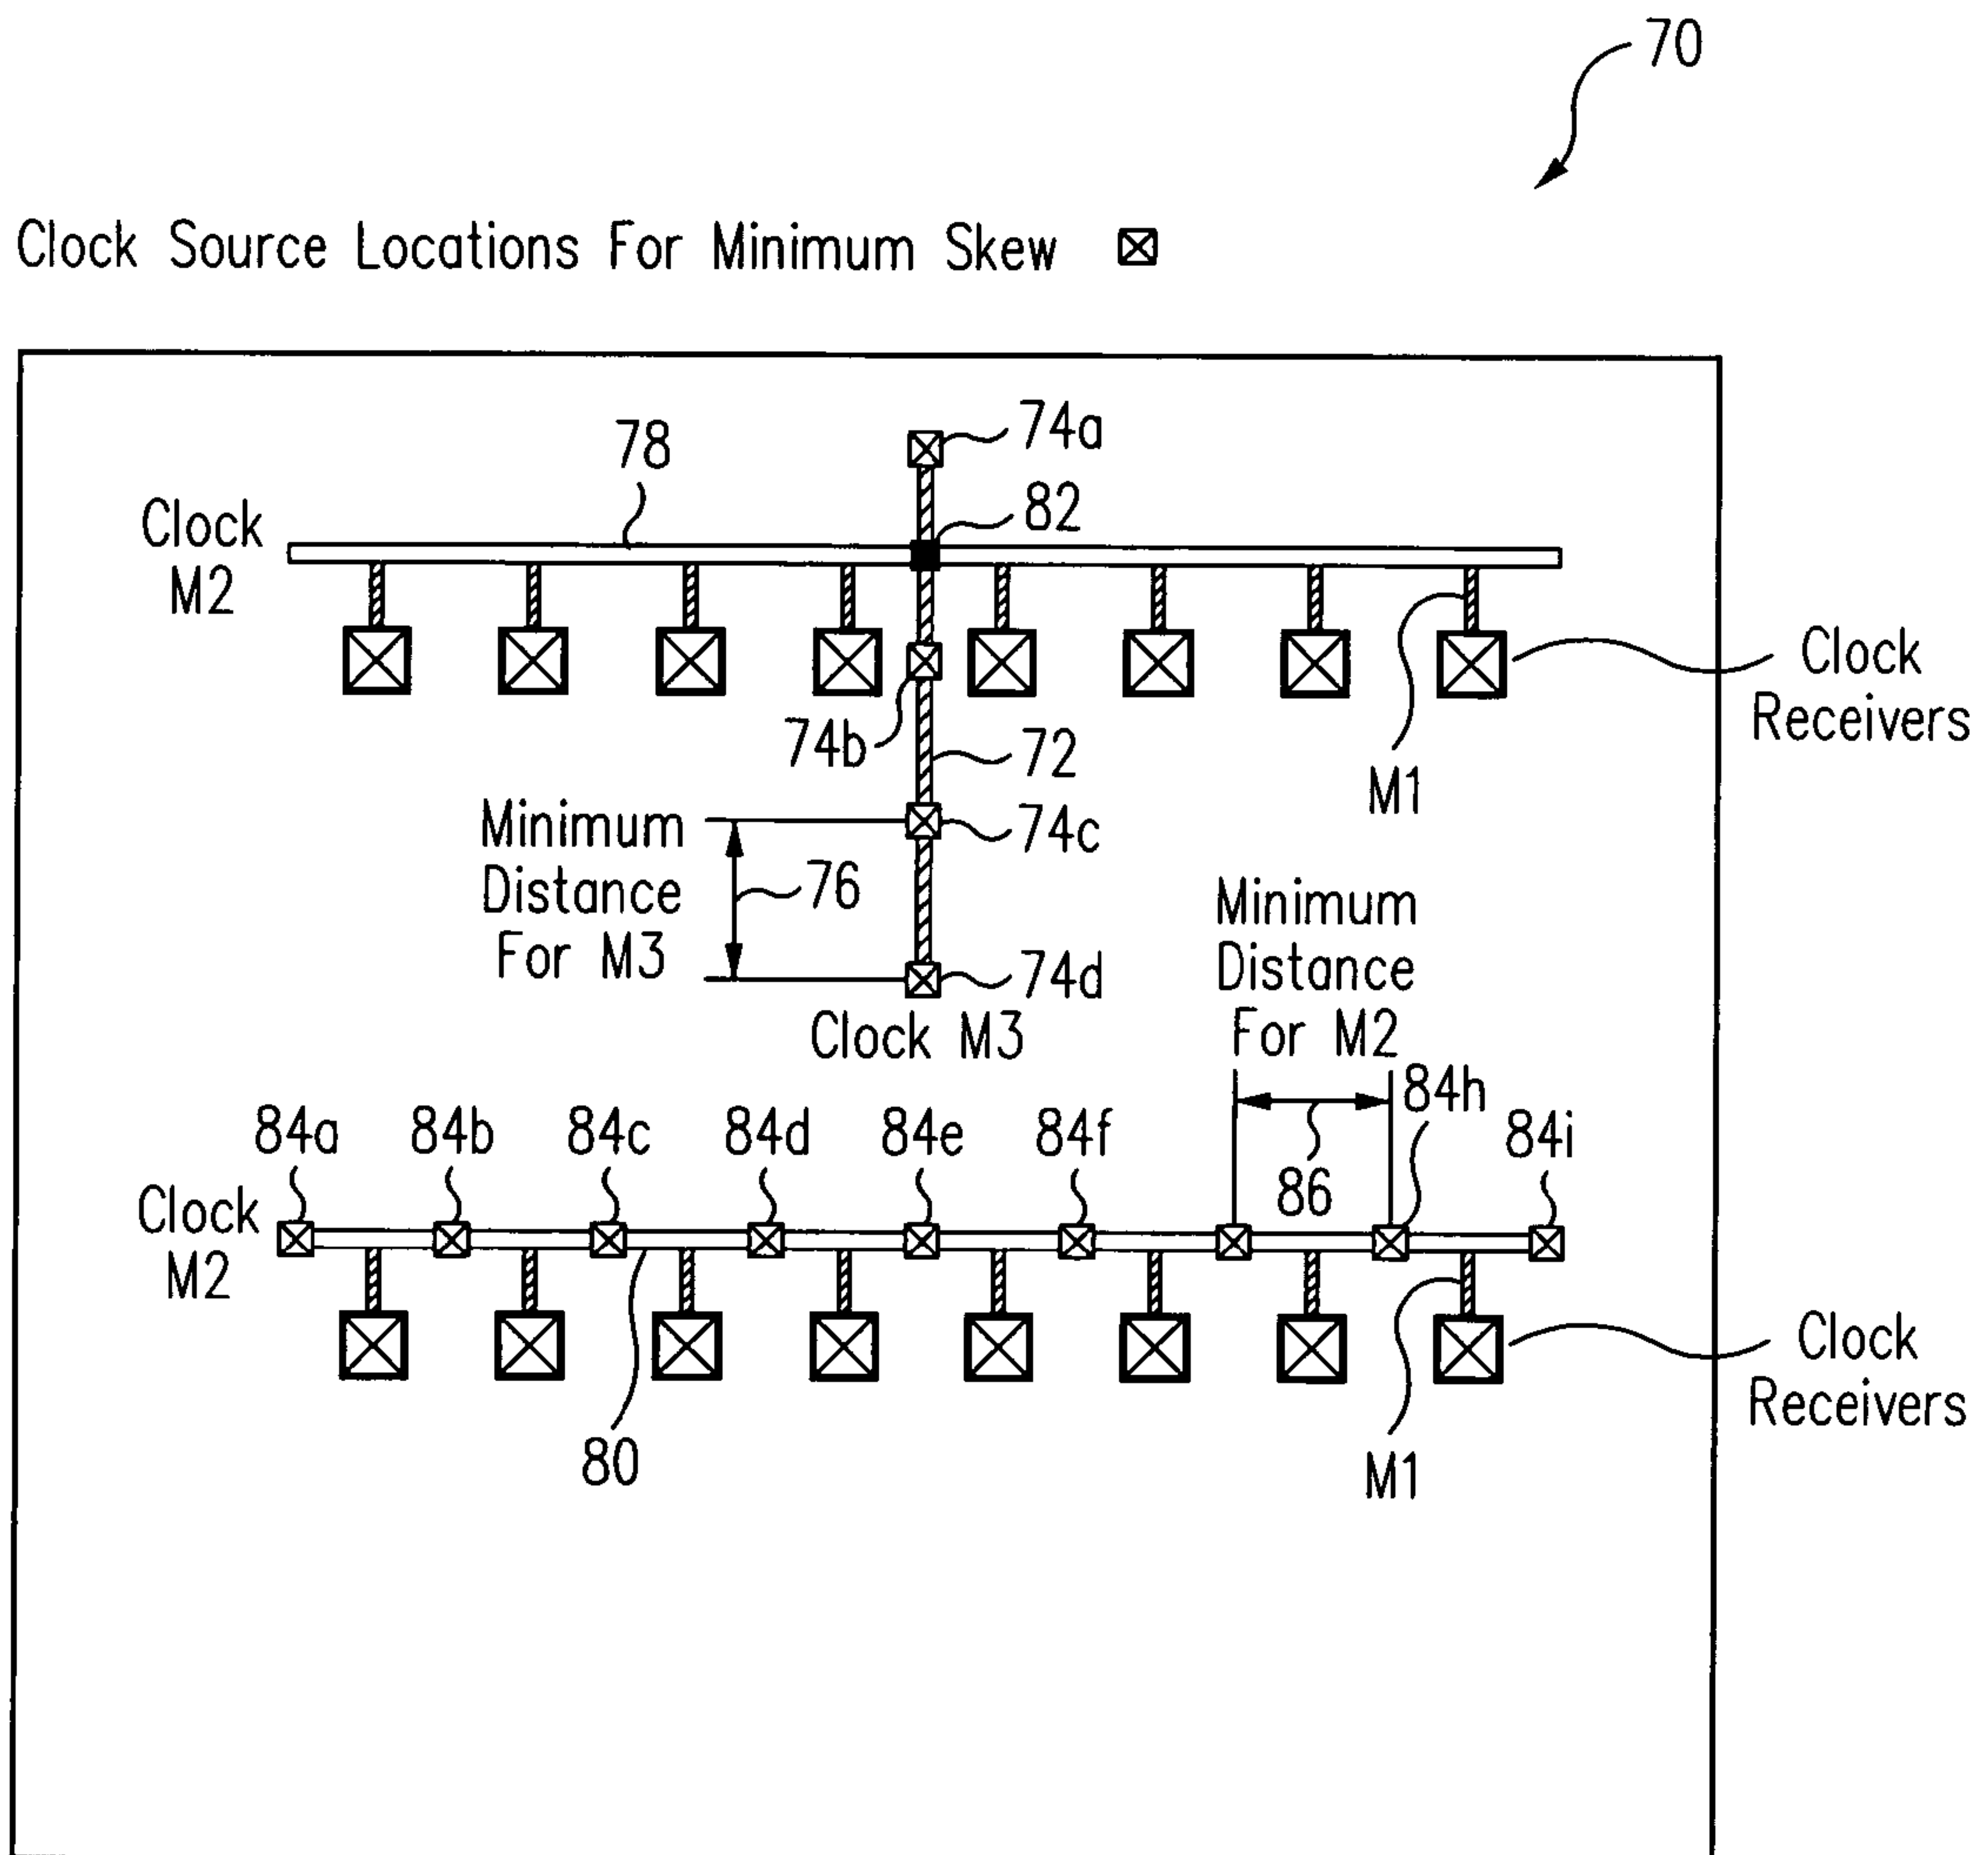 70
Clock Source Locations For Minimum Skew
74a
78
82
Clock
M2
Clock
Receivers
74b
72
M1
Minimum
Distance
For M3
74c
76
Minimum
Distance
For M2
74d
Clock M3
84h
84a
84b
84c
84d
84e
84f
84i
86
Clock
M2
Clock
Receivers
80
M1